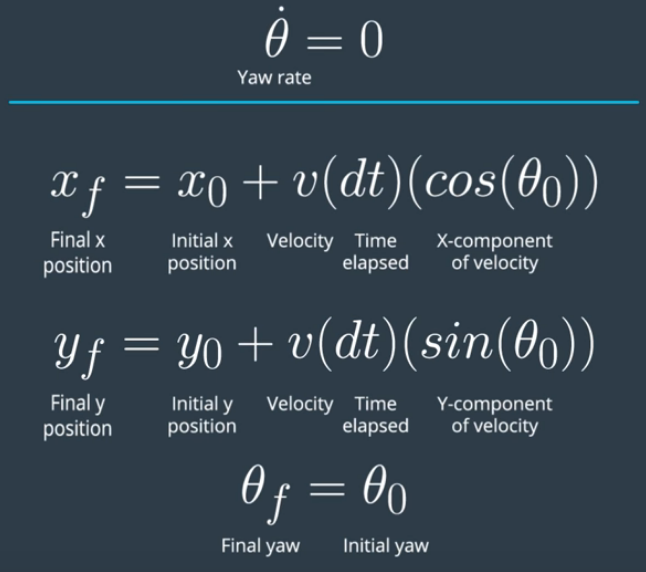 θ̇ = 0
Yaw rate
x_f = x_0 + v(dt)(cos(θ_0))
Final x position Initial x position Velocity Time elapsed X-component of velocity
y_f = y_0 + v(dt)(sin(θ_0))
Final y position Initial y position Velocity Time elapsed Y-component of velocity
θ_f = θ_0
Final yaw Initial yaw